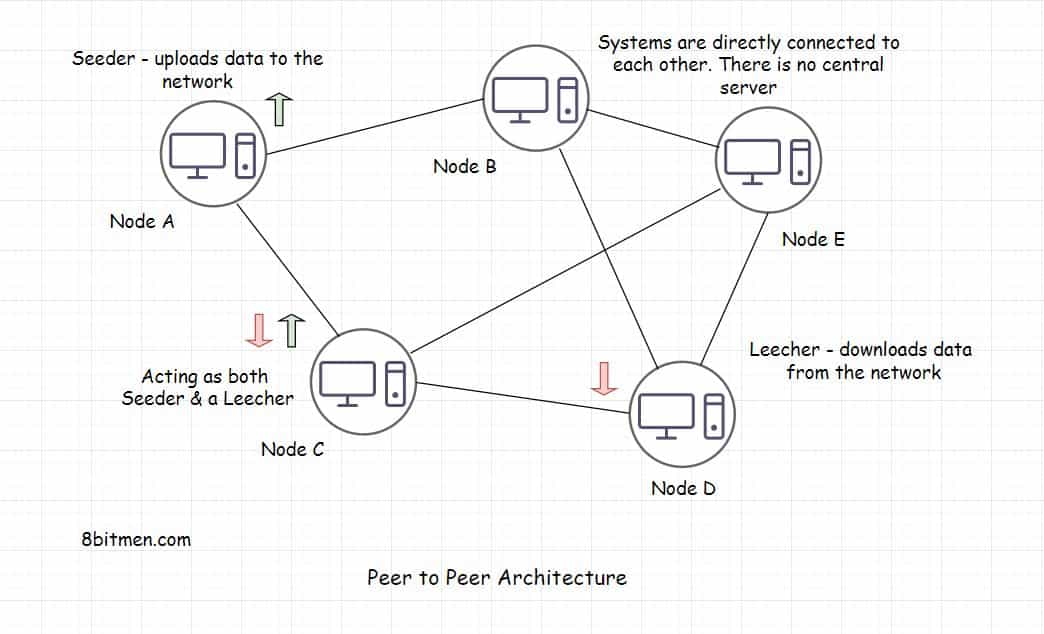 Seeder - uploads data to the
network
Systems are directly connected to
each other. There is no central
server
Node B
Node A
Node E
Leecher - downloads data
from the network
Acting as both
Seeder & a Leecher
Node C
Node D
8bitmen.com
Peer to Peer Architecture